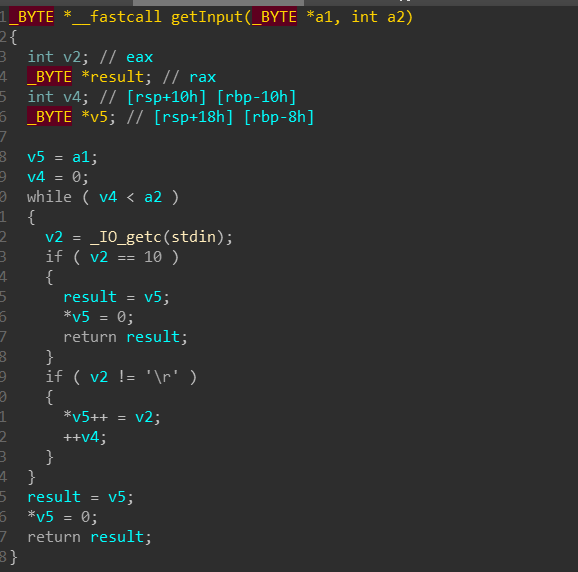 1 _BYTE *__fastcall getInput(_BYTE *a1, int a2)
2 {
3   int v2; // eax
4   _BYTE *result; // rax
5   int v4; // [rsp+10h] [rbp-10h]
6   _BYTE *v5; // [rsp+18h] [rbp-8h]
7
8   v5 = a1;
9   v4 = 0;
0   while ( v4 < a2 )
1   {
2     v2 = _IO_getc(stdin);
3     if ( v2 == 10 )
4     {
5       result = v5;
6       *v5 = 0;
7       return result;
8     }
9     if ( v2 != '\r' )
0     {
1       *v5++ = v2;
2       ++v4;
3     }
4   }
5   result = v5;
6   *v5 = 0;
7   return result;
8 }